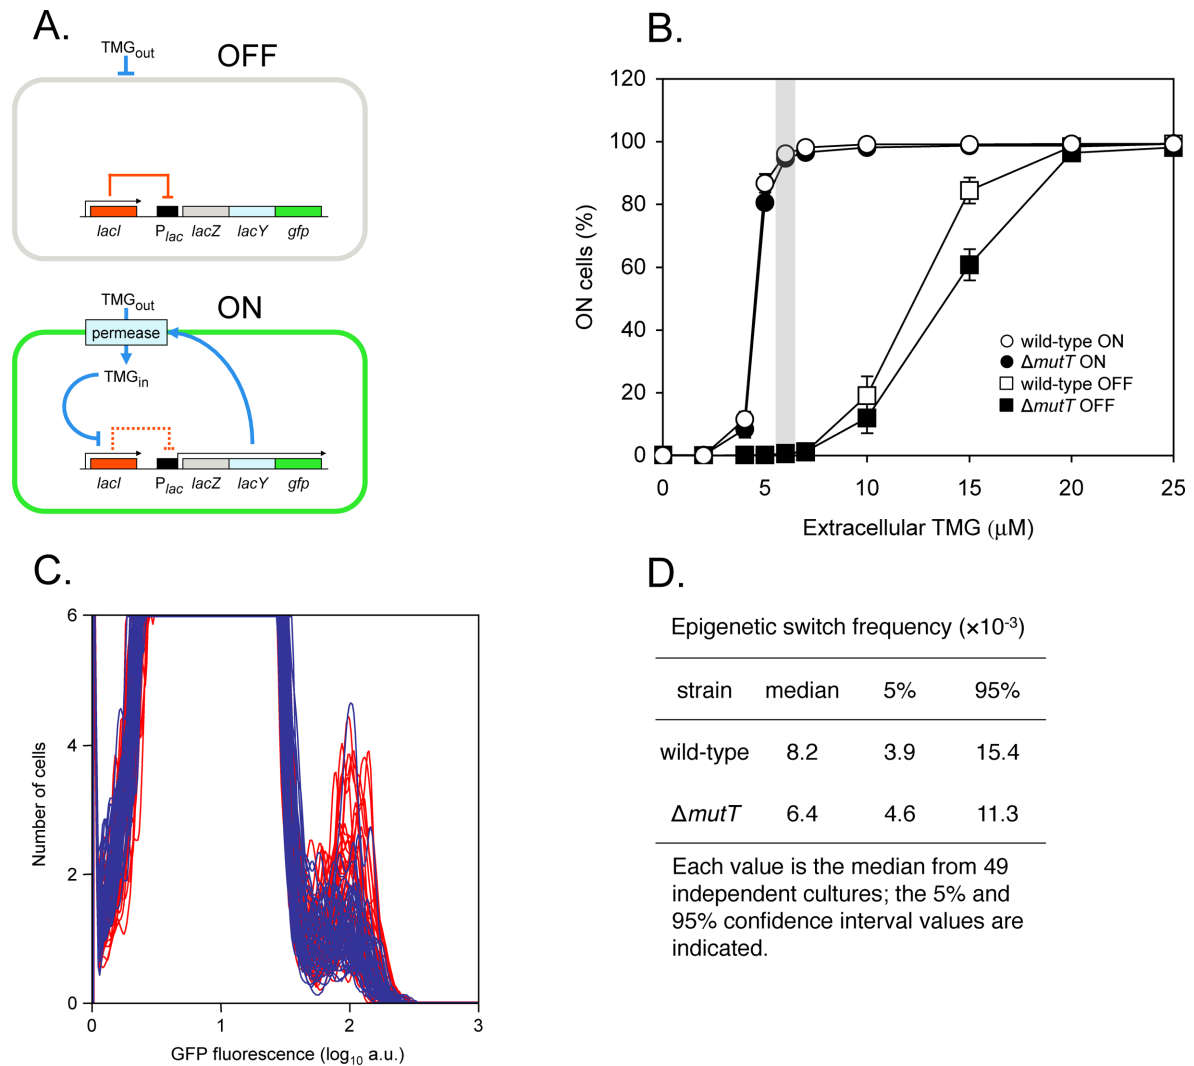 A.
TMGout
OFF
lacI
Plac
lacZ
lacY
gfp
TMGout
ON
permease
TMGin
lacI
Plac
lacZ
lacY
gfp
B.
120
100
80
60
40
20
0
ON cells (%)
wild-type ON
ΔmutT ON
wild-type OFF
ΔmutT OFF
0 5 10 15 20 25
Extracellular TMG (μM)
C.
6
4
2
0
Number of cells
0 1 2 3
GFP fluorescence (log10 a.u.)
D.
Epigenetic switch frequency (×10-3)
strain median 5% 95%
wild-type 8.2 3.9 15.4
ΔmutT 6.4 4.6 11.3
Each value is the median from 49
independent cultures; the 5% and
95% confidence interval values are
indicated.